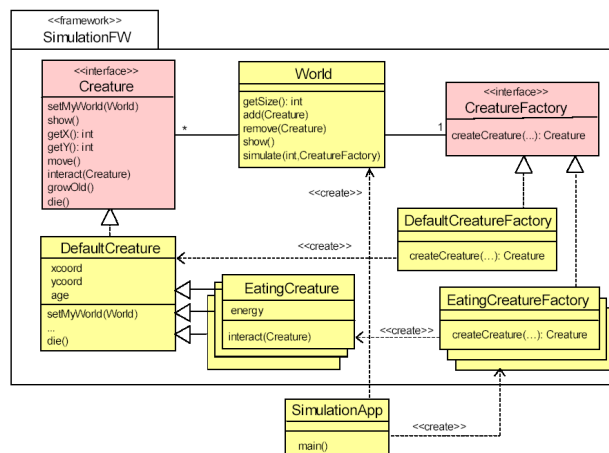 <<framework>>
SimulationFW
<<interface>>
Creature
setMyWorld(World)
show()
getX(): int
getY(): int
move()
interact(Creature)
growOld()
die()
*
World
getSize(): int
add(Creature)
remove(Creature)
show()
simulate(int,CreatureFactory)
1
<<interface>>
CreatureFactory
createCreature(...): Creature
<<create>>
DefaultCreatureFactory
createCreature(...): Creature
<<create>>
DefaultCreature
xcoord
ycoord
age
setMyWorld(World)
...
die()
EatingCreature
energy
interact(Creature)
<<create>>
EatingCreatureFactory
createCreature(...): Creature
SimulationApp
main()
<<create>>